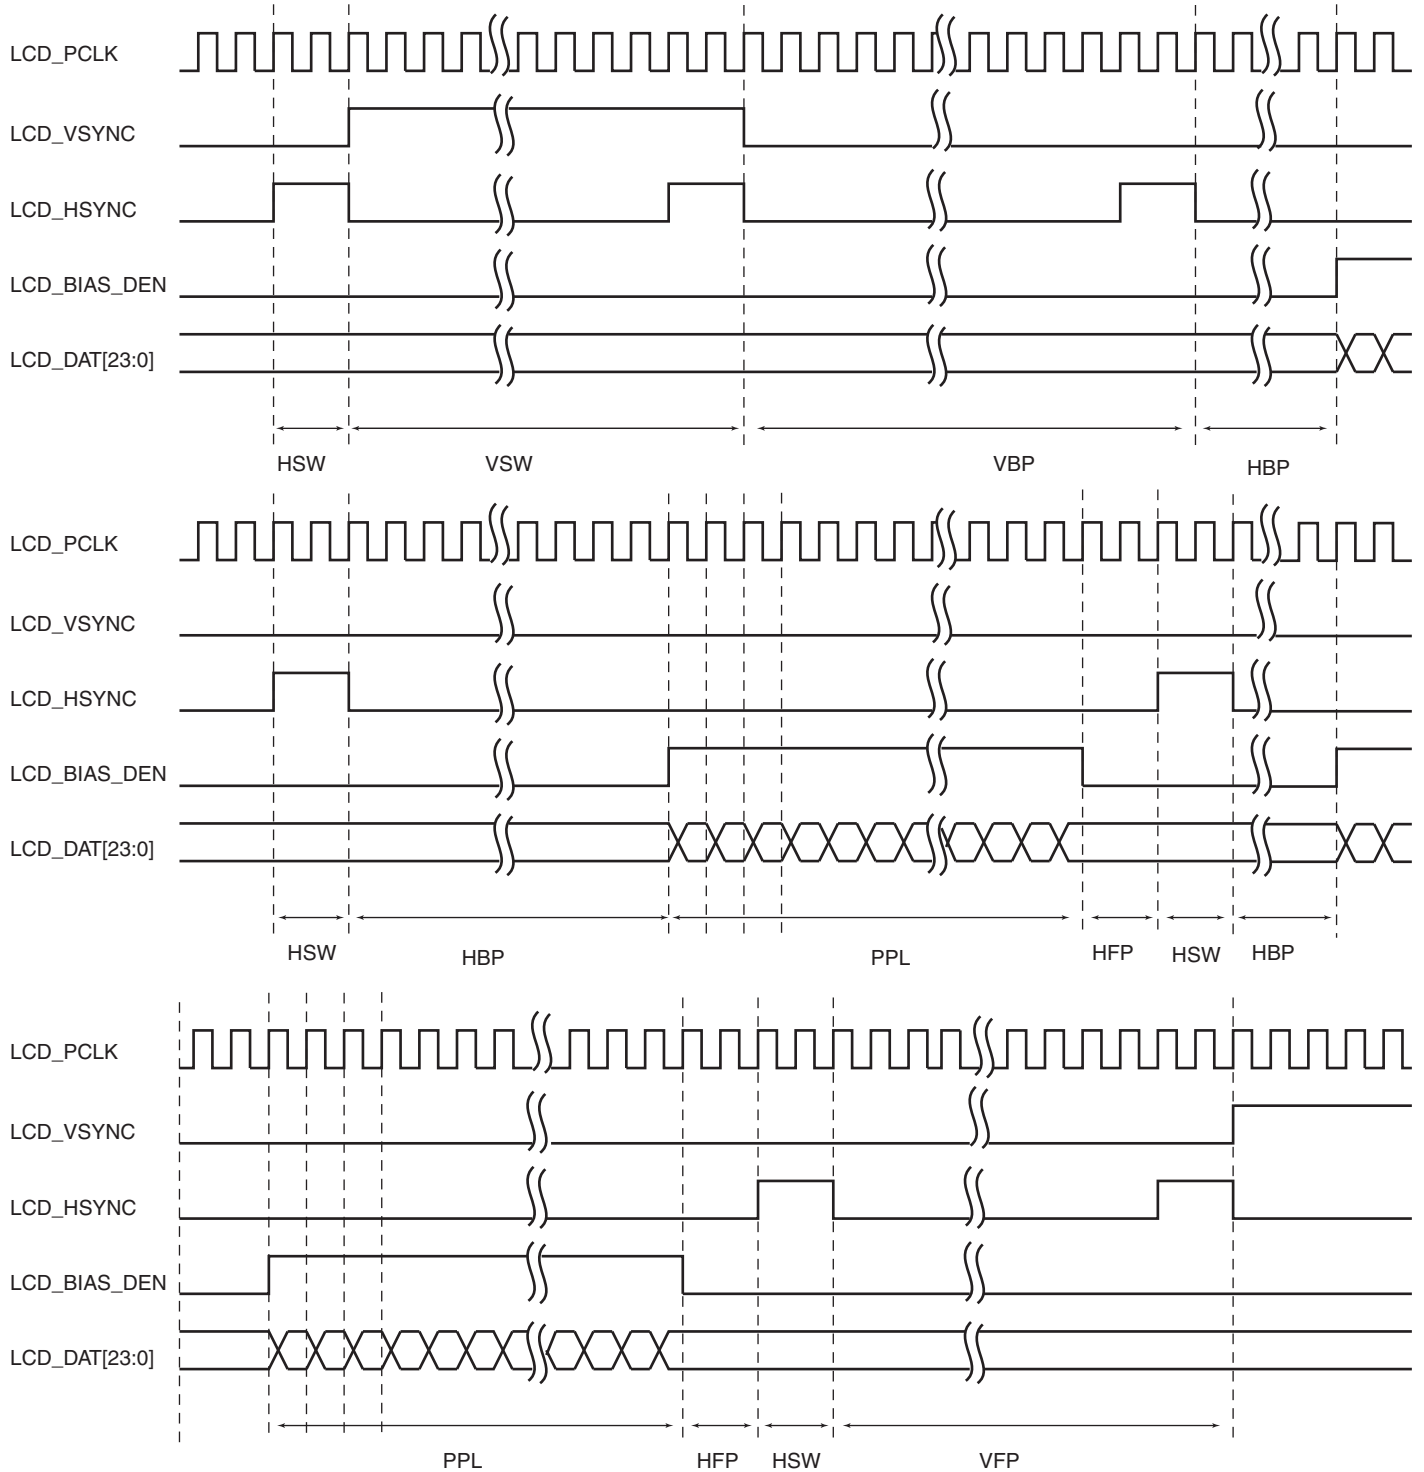 LCD_PCLK
LCD_VSYNC
LCD_HSYNC
LCD_BIAS_DEN
LCD_DAT[23:0]
HSW VSW VBP HBP
LCD_PCLK
LCD_VSYNC
LCD_HSYNC
LCD_BIAS_DEN
LCD_DAT[23:0]
HSW HBP PPL HFP HSW HBP
LCD_PCLK
LCD_VSYNC
LCD_HSYNC
LCD_BIAS_DEN
LCD_DAT[23:0]
PPL HFP HSW VFP